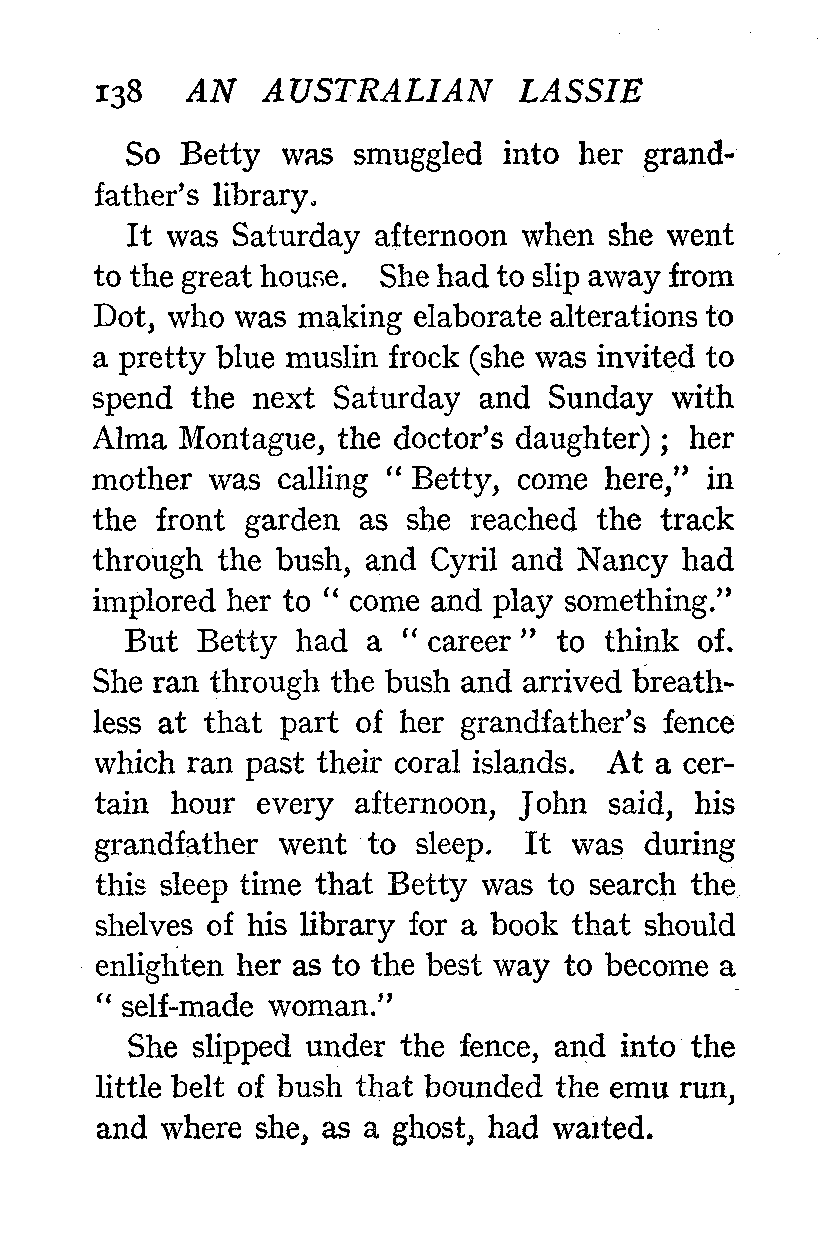 138 AN AUSTRALIAN LASSIE
So Betty was smuggled into her grand-
father's library.
It was Saturday afternoon when she went
to the great house. She had to slip away from
Dot, who was making elaborate alterations to
a pretty blue muslin frock (she was invited to
spend the next Saturday and Sunday with
Alma Montague, the doctor's daughter) ; her
mother was calling " Betty, come here," in
the front garden as she reached the track
through the bush, and Cyril and Nancy had
implored her to " come and play something."
But Betty had a " career " to think of.
She ran through the bush and arrived breath-
less at that part of her grandfather's fence
which ran past their coral islands. At a cer-
tain hour every afternoon, John said, his
grandfather went to sleep. It was during
this sleep time that Betty was to search the
shelves of his library for a book that should
enlighten her as to the best way to become a
" self-made woman."
She slipped under the fence, and into the
little belt of bush that bounded the emu run,
and where she, as a ghost, had waited.